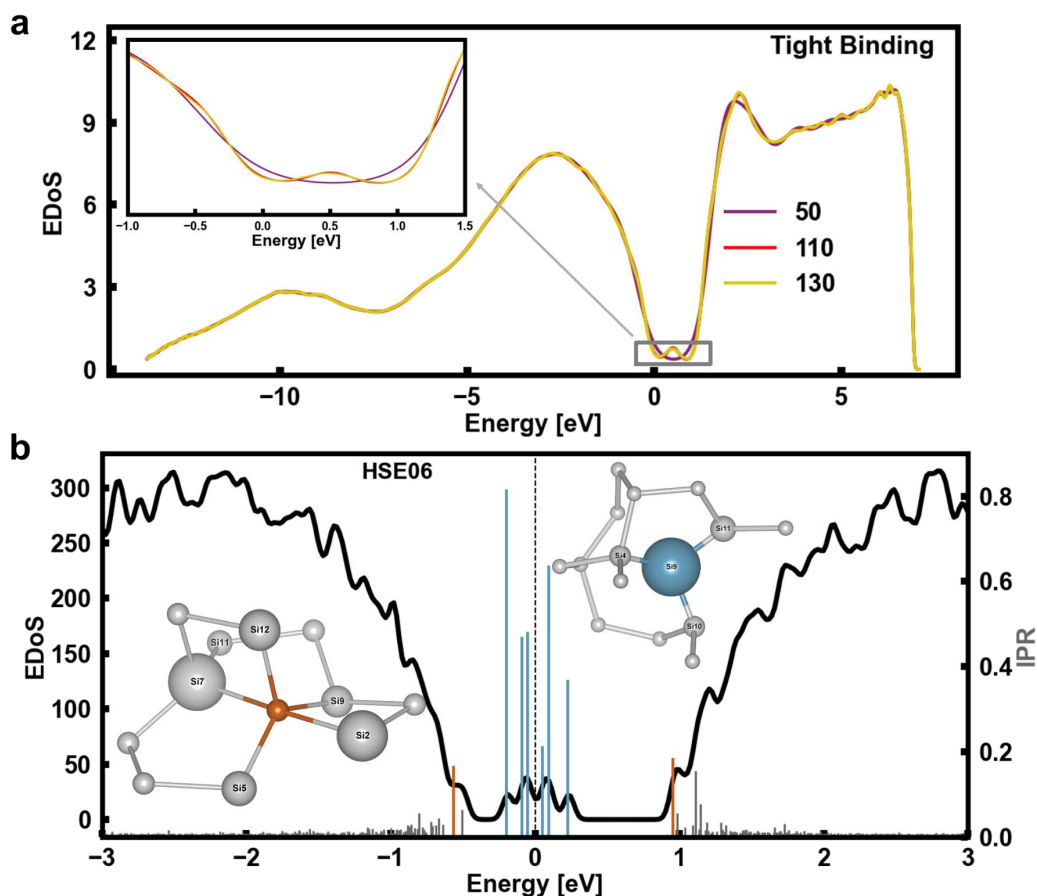 a
Tight Binding
EDoS
12
9
6
3
0
−10
−5
0
5
Energy [eV]
−1.0
−0.5
0.0
0.5
1.0
1.5
Energy [eV]
50
110
130
b
HSE06
EDoS
300
250
200
150
100
50
0
IPR
0.8
0.6
0.4
0.2
0.0
Si12
Si11
Si7
Si9
Si2
Si5
Si11
Si4
Si9
Si10
−3
−2
−1
0
1
2
3
Energy [eV]